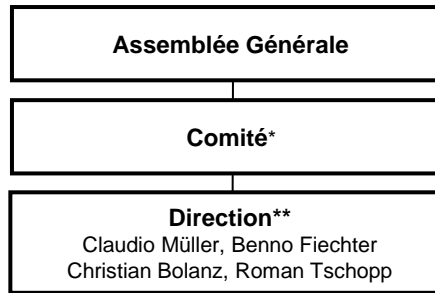 Assemblée Générale
Comité*
Direction**
Claudio Müller, Benno Fiechter
Christian Bolanz, Roman Tschopp